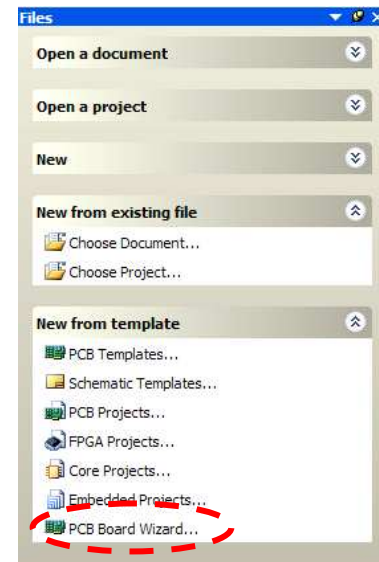 Files
Open a document
Open a project
New
New from existing file
Choose Document...
Choose Project...
New from template
PCB Templates...
Schematic Templates...
PCB Projects...
FPGA Projects...
Core Projects...
Embedded Projects...
PCB Board Wizard...